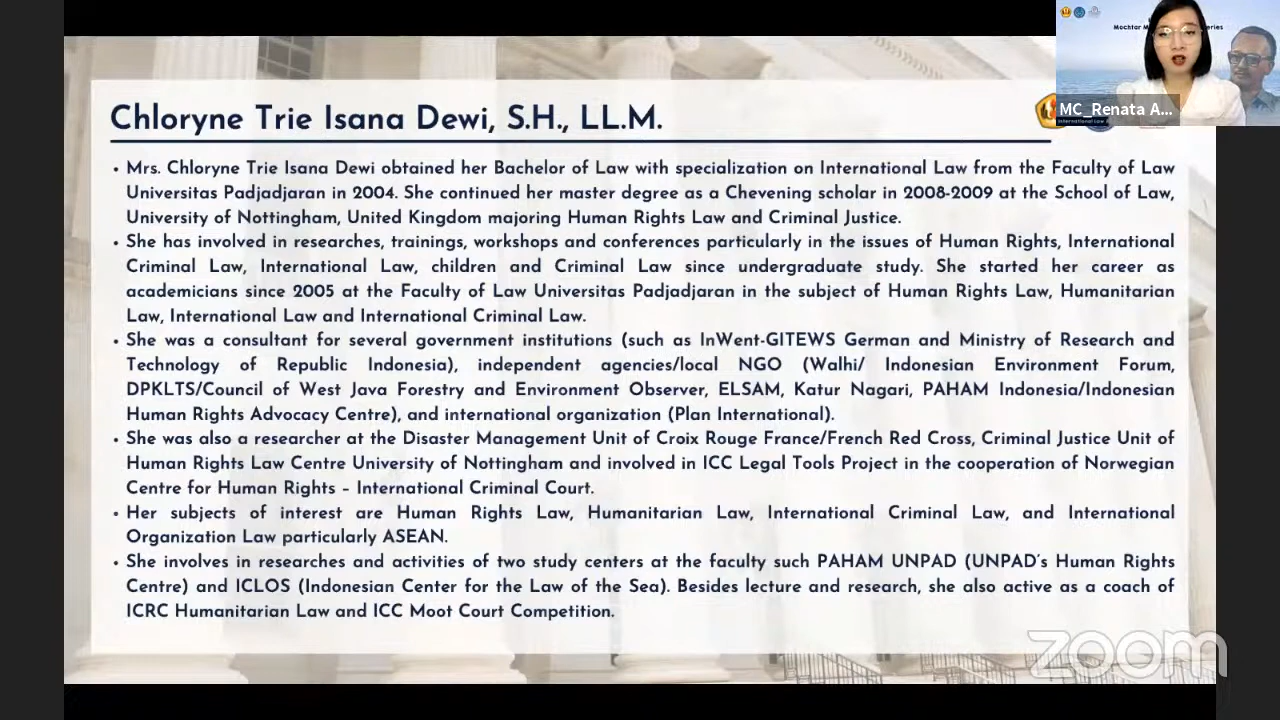 Chloryne Trie Isana Dewi, S.H., LL.M.
MC_Renata A...
• Mrs. Chloryne Trie Isana Dewi obtained her Bachelor of Law with specialization on International Law from the Faculty of Law
Universitas Padjadjaran in 2004. She continued her master degree as a Chevening scholar in 2008-2009 at the School of Law,
University of Nottingham, United Kingdom majoring Human Rights Law and Criminal Justice.
• She has involved in researches, trainings, workshops and conferences particularly in the issues of Human Rights, International
Criminal Law, International Law, children and Criminal Law since undergraduate study. She started her career as
academicians since 2005 at the Faculty of Law Universitas Padjadjaran in the subject of Human Rights Law, Humanitarian
Law, International Law and International Criminal Law.
• She was a consultant for several government institutions (such as InWent-GITEWS German and Ministry of Research and
Technology of Republic Indonesia), independent agencies/local NGO (Walhi/ Indonesian Environment Forum,
DPKLTS/Council of West Java Forestry and Environment Observer, ELSAM, Katur Nagari, PAHAM Indonesia/Indonesian
Human Rights Advocacy Centre), and international organization (Plan International).
• She was also a researcher at the Disaster Management Unit of Croix Rouge France/French Red Cross, Criminal Justice Unit of
Human Rights Law Centre University of Nottingham and involved in ICC Legal Tools Project in the cooperation of Norwegian
Centre for Human Rights – International Criminal Court.
• Her subjects of interest are Human Rights Law, Humanitarian Law, International Criminal Law, and International
Organization Law particularly ASEAN.
• She involves in researches and activities of two study centers at the faculty such PAHAM UNPAD (UNPAD's Human Rights
Centre) and ICLOS (Indonesian Center for the Law of the Sea). Besides lecture and research, she also active as a coach of
ICRC Humanitarian Law and ICC Moot Court Competition.
zoom